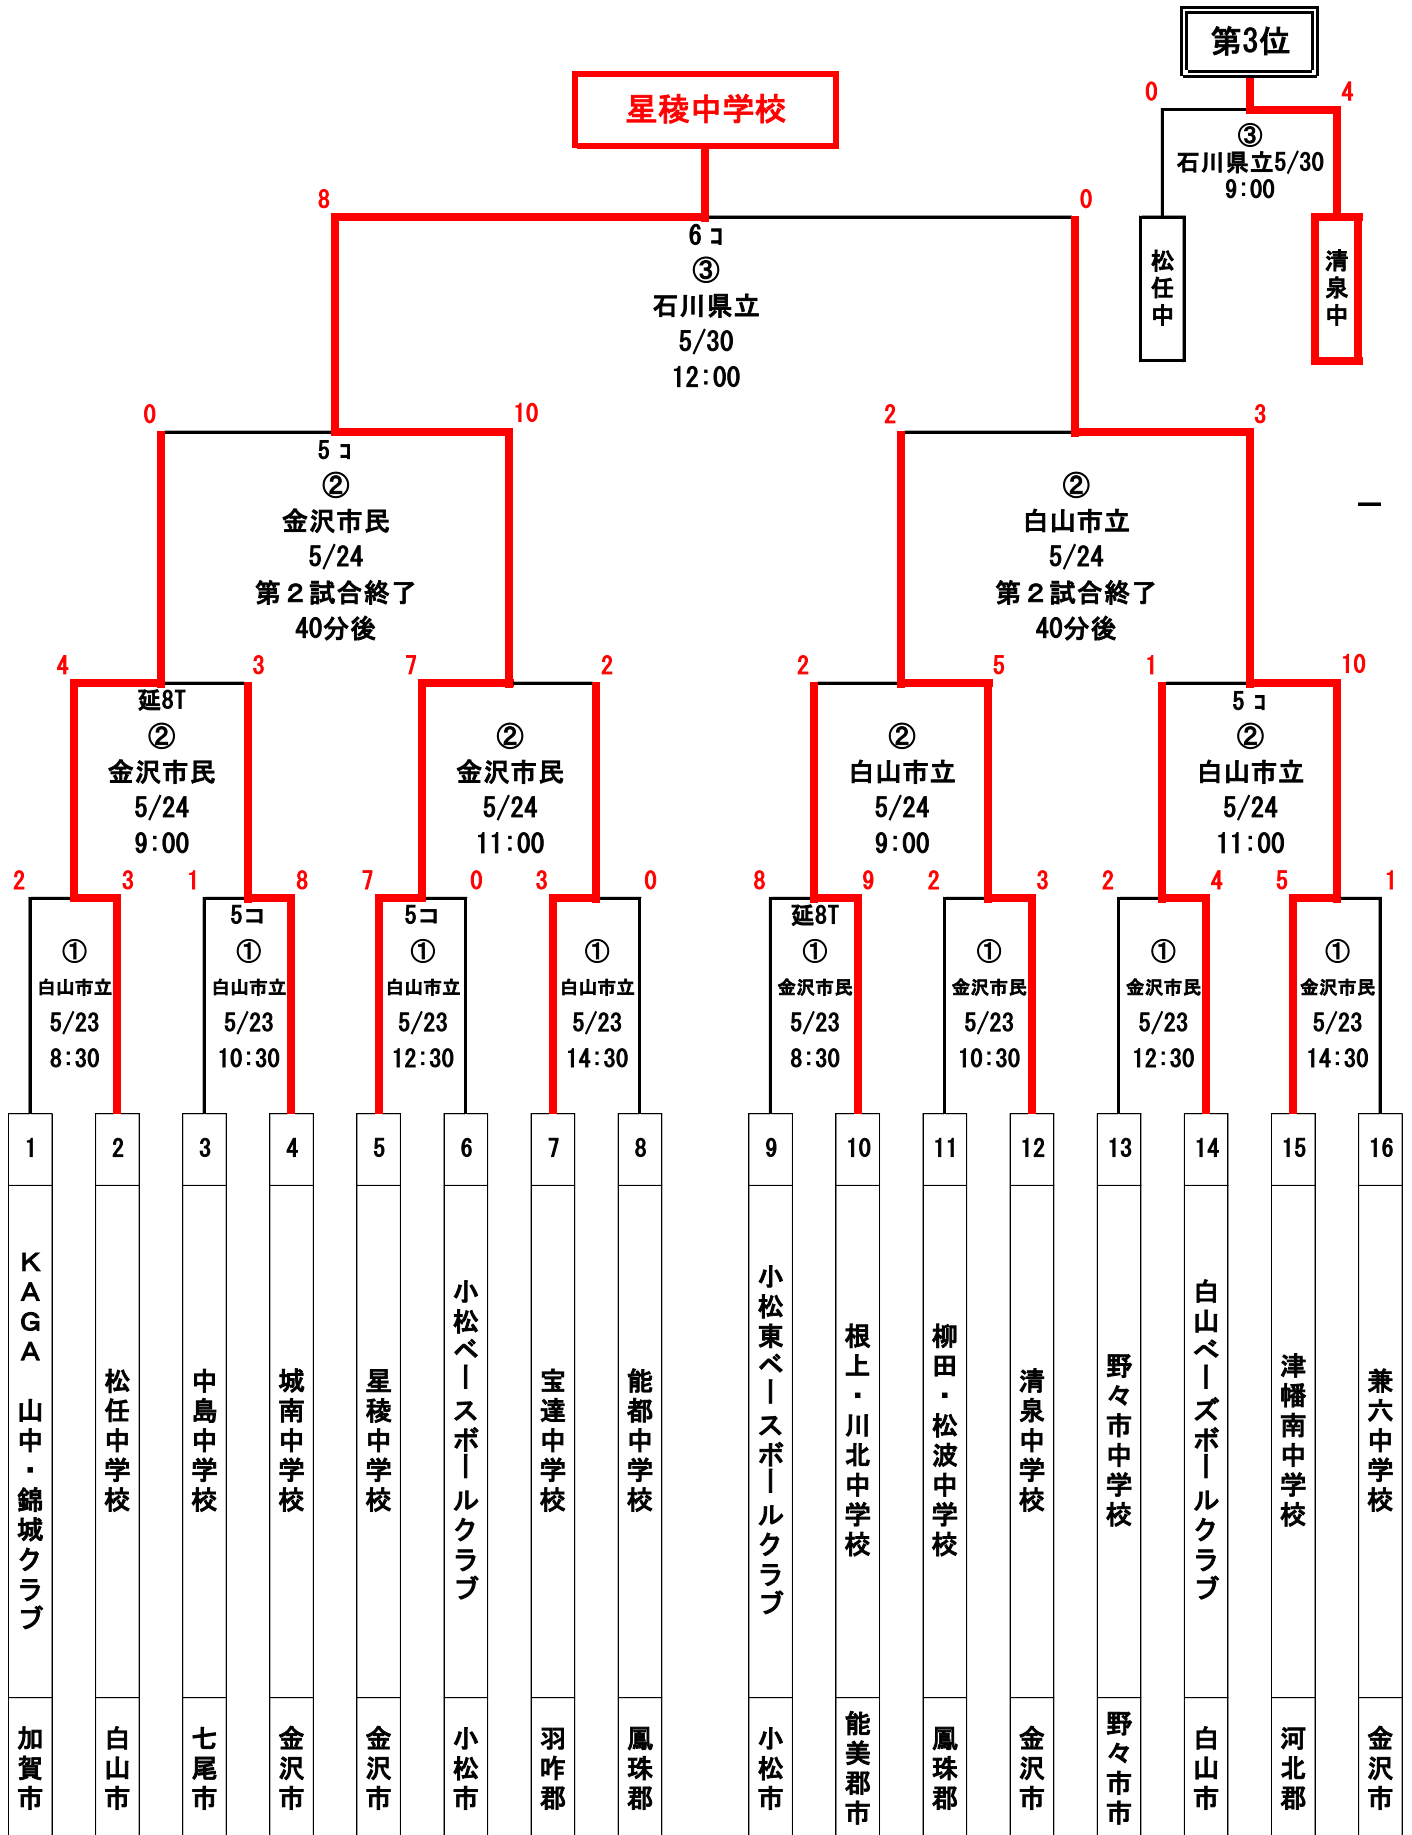 第3位
星稜中学校
0 4
③
石川県立5/30
9:00
松任中
清泉中
8 0
6コ
③
石川県立
5/30
12:00
0 10
5コ
②
金沢市民
5/24
第2試合終了
40分後
2 3
②
白山市立
5/24
第2試合終了
40分後
4 3
延8T
②
金沢市民
5/24
9:00
7 2
②
金沢市民
5/24
11:00
2 5
②
白山市立
5/24
9:00
1 10
5コ
②
白山市立
5/24
11:00
2 3
①
白山市立
5/23
8:30
1 8
5コ
①
白山市立
5/23
10:30
7 0
5コ
①
白山市立
5/23
12:30
3 0
①
白山市立
5/23
14:30
8 9
延8T
①
金沢市民
5/23
8:30
2 3
①
金沢市民
5/23
10:30
2 4
①
金沢市民
5/23
12:30
5 1
①
金沢市民
5/23
14:30
1
KAGA 山中・錦城クラブ
加賀市
2
松任中学校
白山市
3
中島中学校
七尾市
4
城南中学校
金沢市
5
星稜中学校
金沢市
6
小松ベースボールクラブ
小松市
7
宝達中学校
羽咋郡
8
能都中学校
鳳珠郡
9
小松東ベースボールクラブ
小松市
10
根上・川北中学校
能美郡市
11
柳田・松波中学校
鳳珠郡
12
清泉中学校
金沢市
13
野々市中学校
野々市市
14
白山ベーズボールクラブ
白山市
15
津幡南中学校
河北郡
16
兼六中学校
金沢市